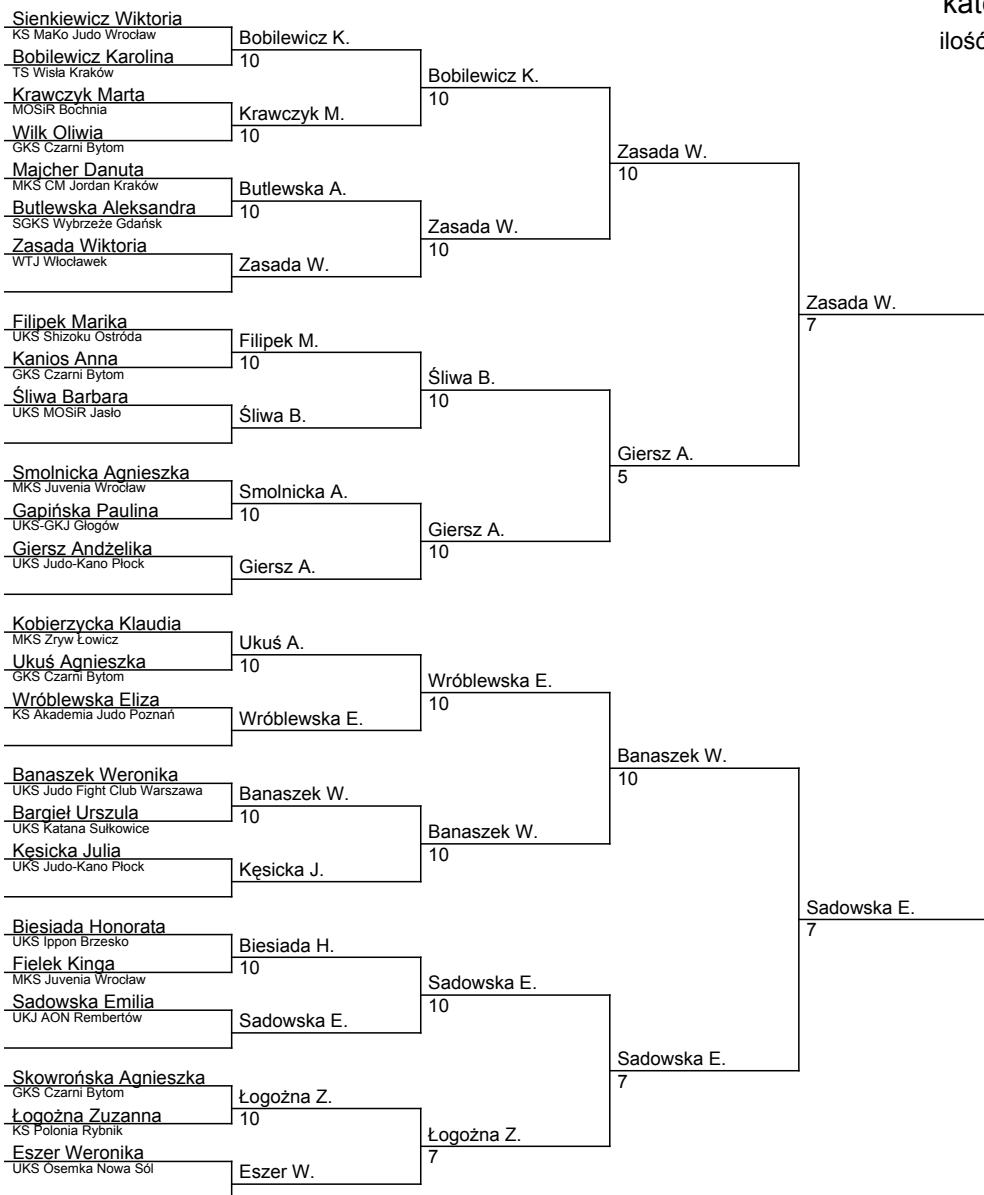 kat
ilość
Sienkiewicz Wiktoria
KS MaKo Judo Wrocław
Bobilewicz Karolina
TS Wisła Kraków
Krawczyk Marta
MOSiR Bochnia
Wilk Oliwia
GKS Czarni Bytom
Majcher Danuta
MKS CM Jordan Kraków
Butlewska Aleksandra
SGKS Wybrzeże Gdańsk
Zasada Wiktoria
WTJ Włocławek
Filipek Marika
UKS Shizoku Ostróda
Kanios Anna
GKS Czarni Bytom
Śliwa Barbara
UKS MOSiR Jasło
Smolnicka Agnieszka
MKS Juvenia Wrocław
Gapińska Paulina
UKS-GKJ Głogów
Giersz Andżelika
UKS Judo-Kano Płock
Kobierzycka Klaudia
MKS Zryw Łowicz
Ukuś Agnieszka
GKS Czarni Bytom
Wróblewska Eliza
KS Akademia Judo Poznań
Banaszek Weronika
UKS Judo Fight Club Warszawa
Bargieł Urszula
UKS Katana Sułkowice
Kęsicka Julia
UKS Judo-Kano Płock
Biesiada Honorata
UKS Ippon Brzesko
Fielek Kinga
MKS Juvenia Wrocław
Sadowska Emilia
UKJ AON Rembertów
Skowrońska Agnieszka
GKS Czarni Bytom
Łogożna Zuzanna
KS Polonia Rybnik
Eszer Weronika
UKS Ósemka Nowa Sól
Bobilewicz K.
10
Krawczyk M.
10
Butlewska A.
10
Zasada W.
Filipek M.
10
Śliwa B.
Smolnicka A.
10
Giersz A.
Ukuś A.
10
Wróblewska E.
Banaszek W.
10
Kęsicka J.
Biesiada H.
10
Sadowska E.
Łogożna Z.
10
Eszer W.
Bobilewicz K.
10
Zasada W.
10
Śliwa B.
10
Giersz A.
10
Wróblewska E.
10
Banaszek W.
10
Sadowska E.
10
Łogożna Z.
7
Zasada W.
10
Giersz A.
5
Banaszek W.
10
Sadowska E.
7
Zasada W.
7
Sadowska E.
7